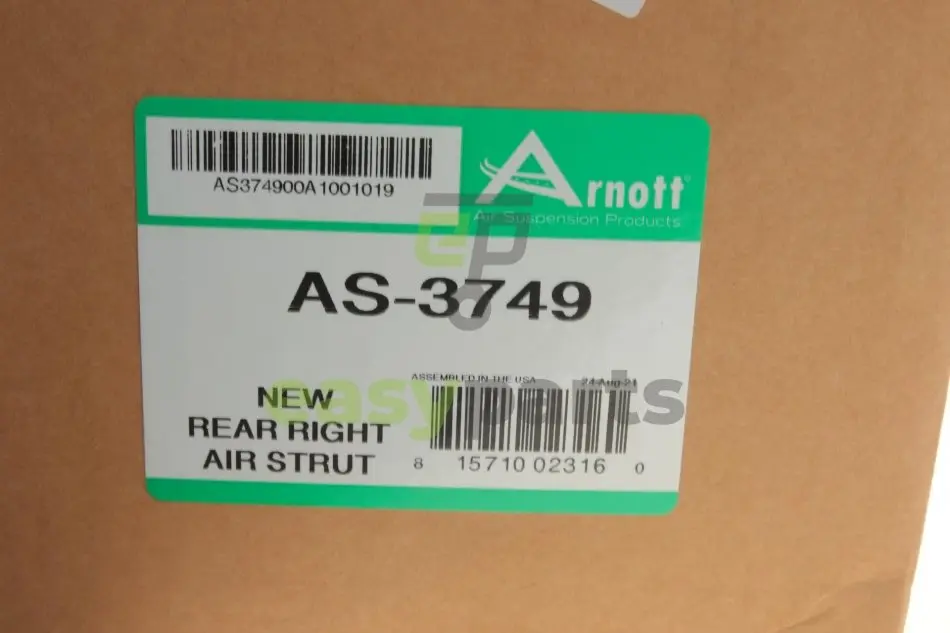 AS374900A1001019
Arnott®
Air Suspension Products
AS-3749
ASSEMBLED IN THE USA 24-Aug-21
NEW
REAR RIGHT
AIR STRUT
8 15710 02316 0
ep
easyparts